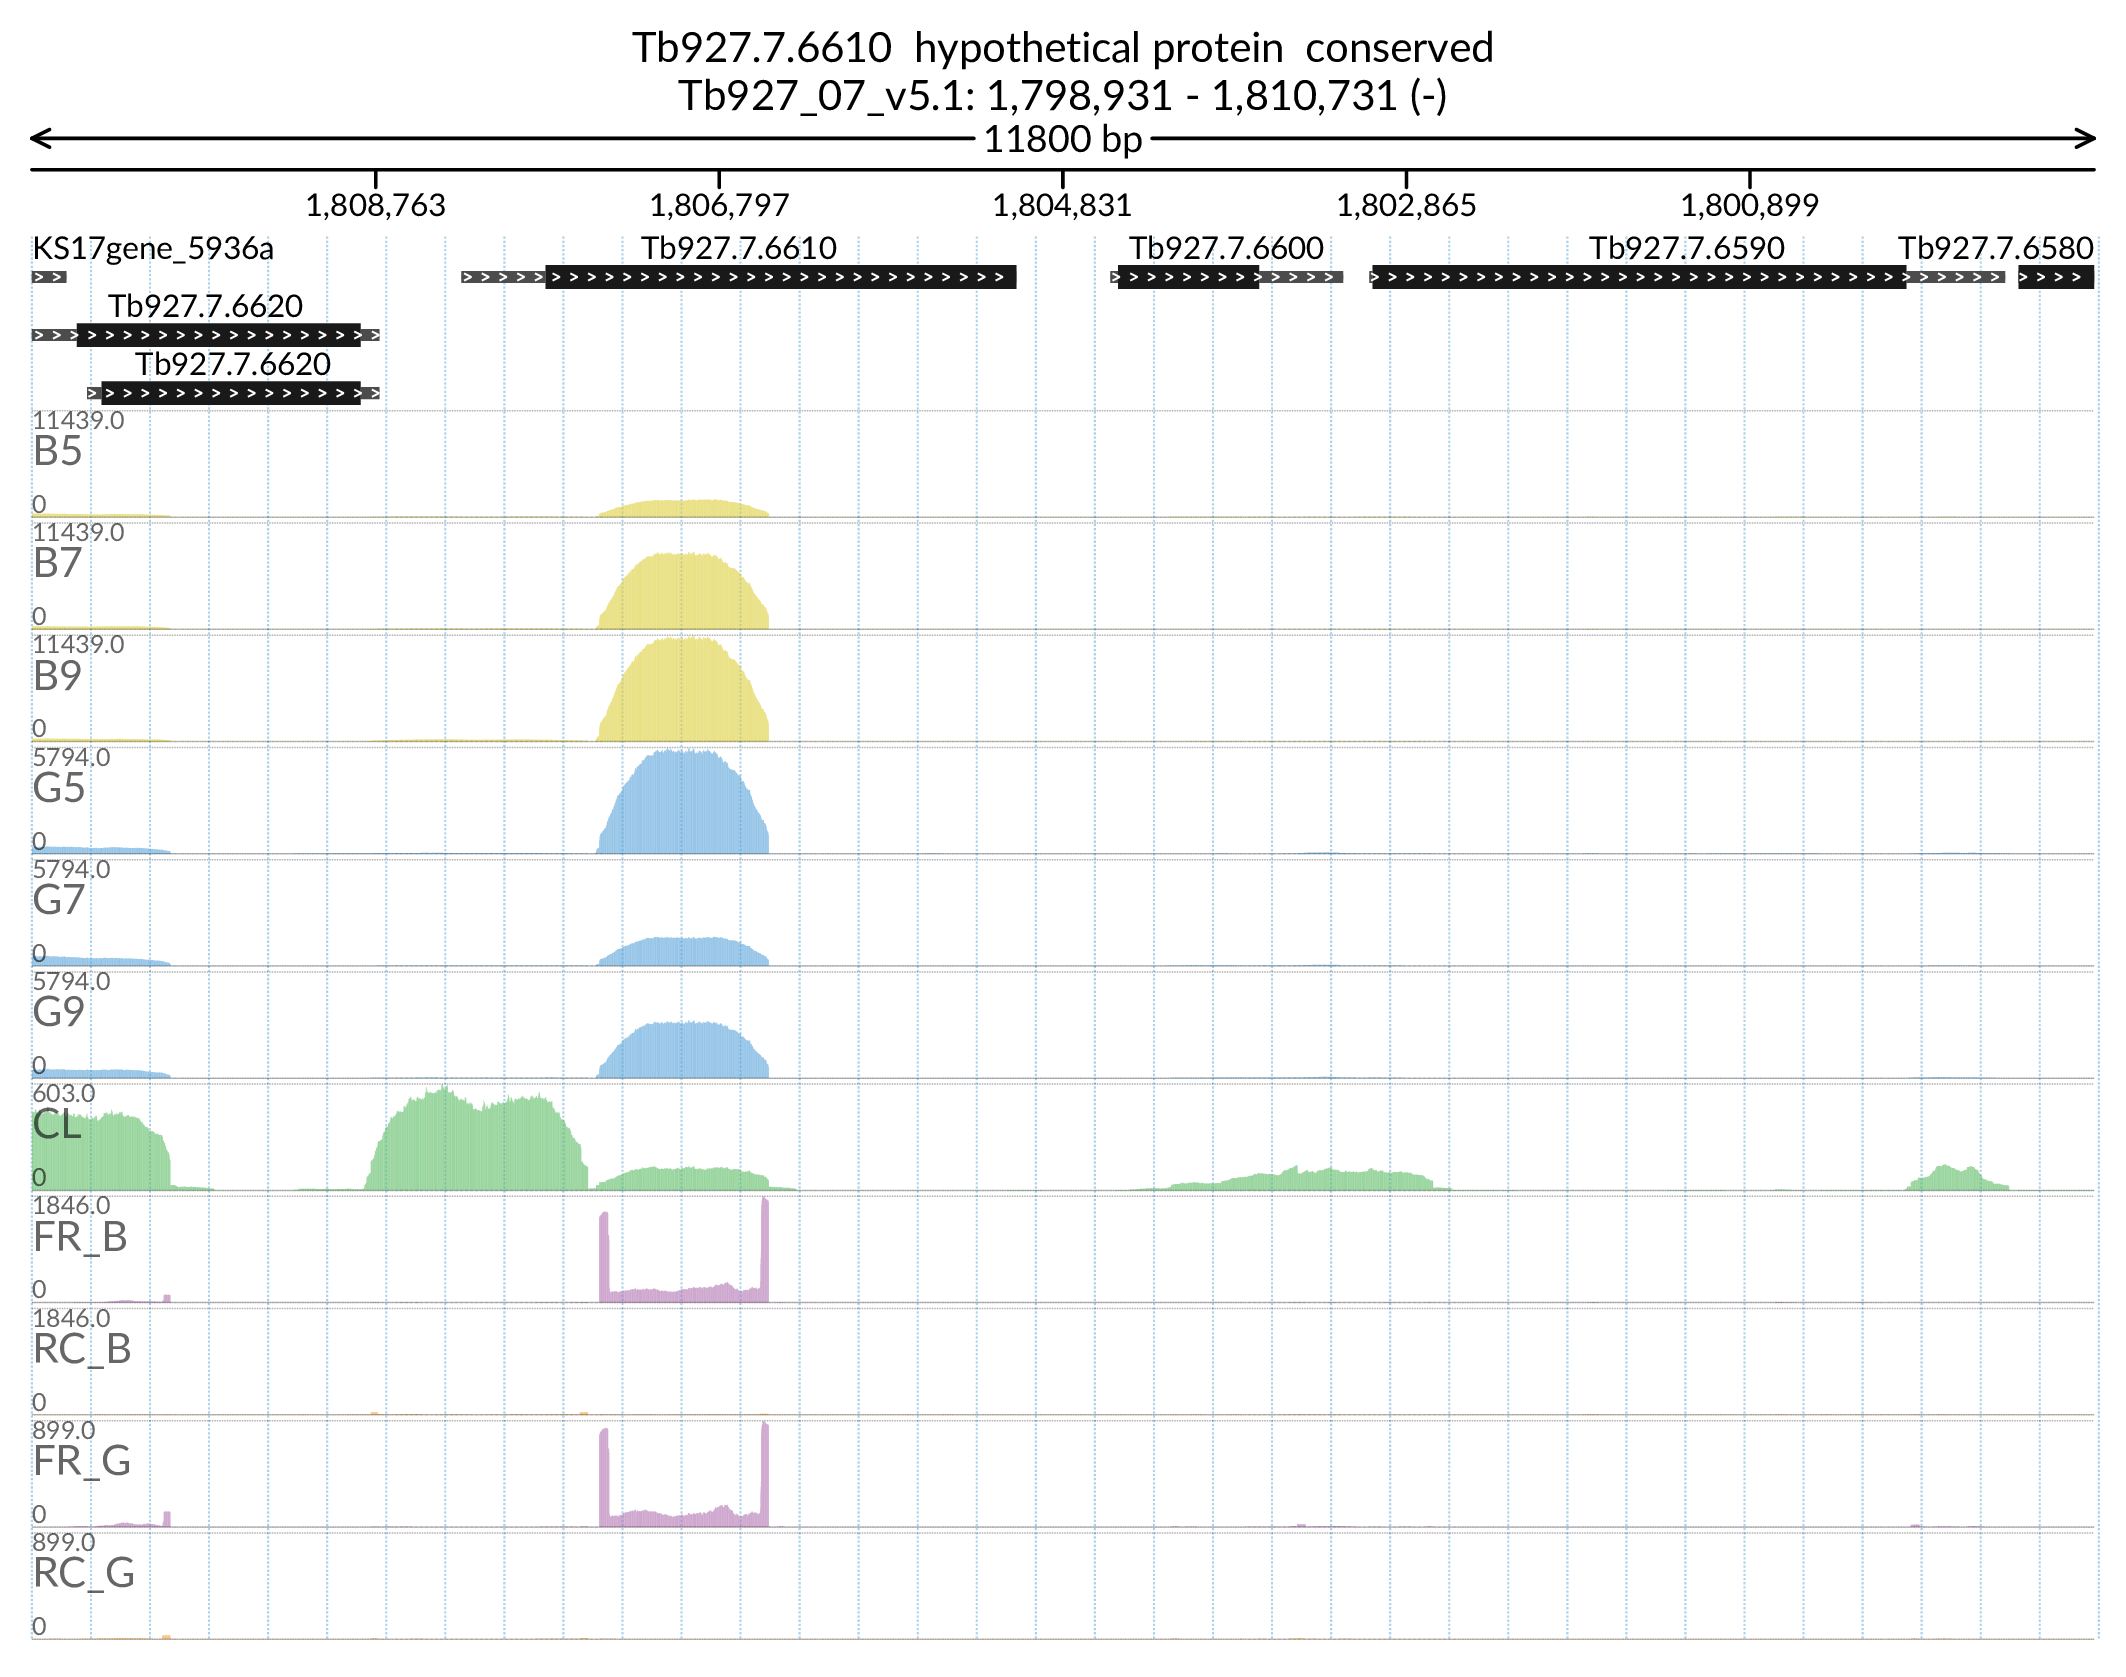 Tb927.7.6610 hypothetical protein conserved
Tb927_07_v5.1: 1,798,931 - 1,810,731 (-)
11800 bp
1,808,763 1,806,797 1,804,831 1,802,865 1,800,899
KS17gene_5936a Tb927.7.6610 Tb927.7.6600 Tb927.7.6590 Tb927.7.6580
Tb927.7.6620
Tb927.7.6620
11439.0
B5
0
11439.0
B7
0
11439.0
B9
0
5794.0
G5
0
5794.0
G7
0
5794.0
G9
0
603.0
CL
0
1846.0
FR_B
0
1846.0
RC_B
0
899.0
FR_G
0
899.0
RC_G
0